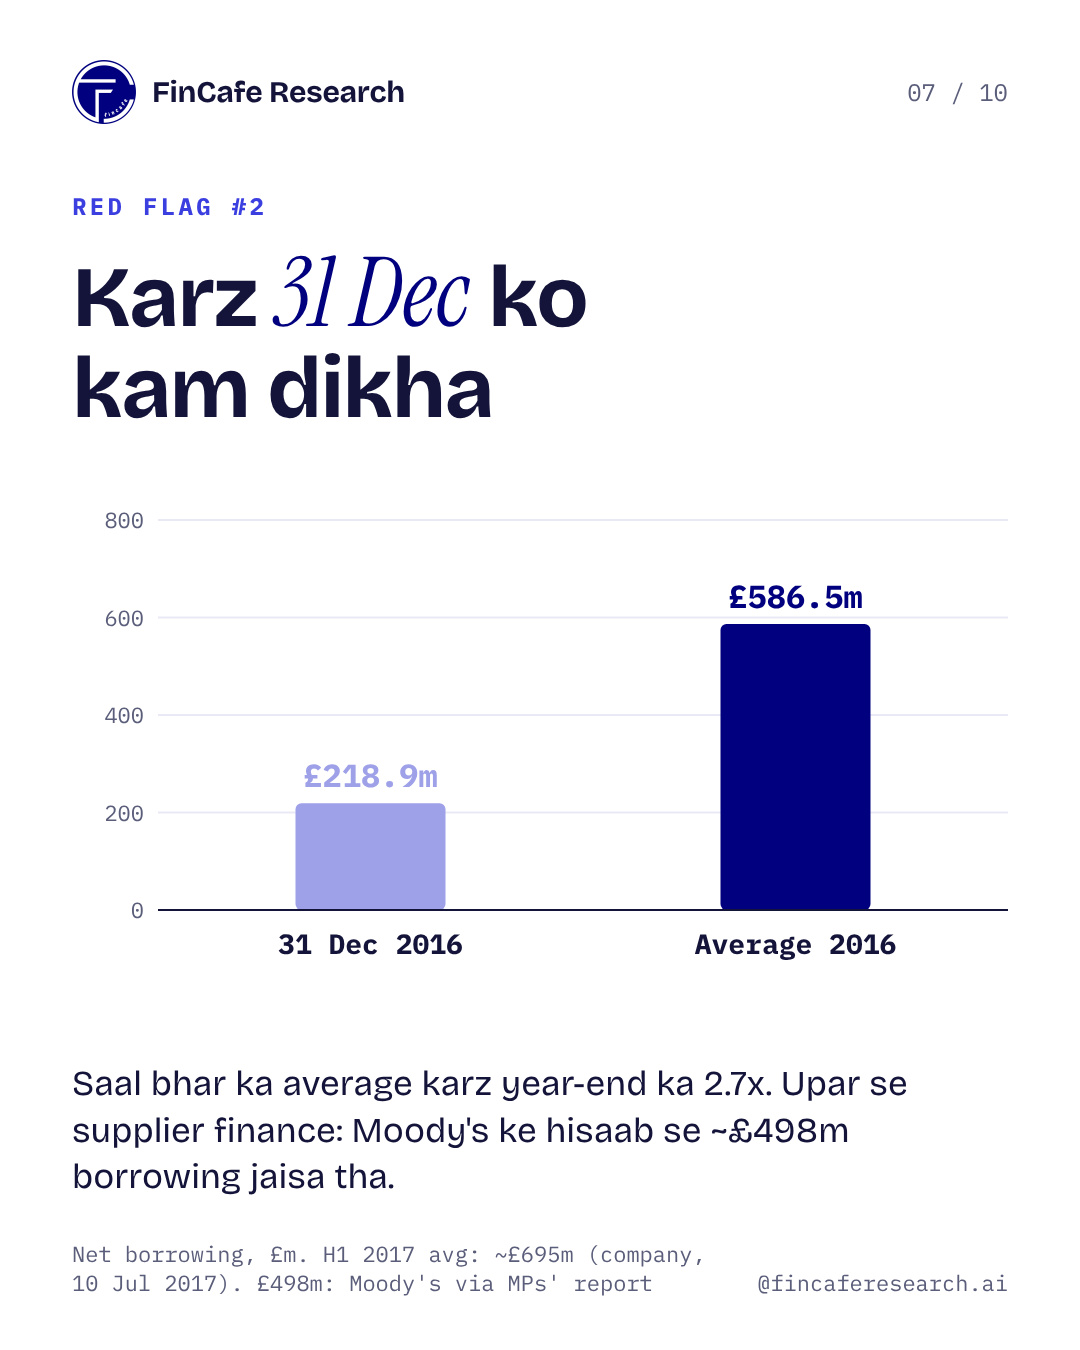 fincafe
FinCafe Research
07 / 10
RED FLAG #2
Karz 31 Dec ko
kam dikha
800
600
400
200
0
£218.9m
£586.5m
31 Dec 2016
Average 2016
Saal bhar ka average karz year-end ka 2.7x. Upar se
supplier finance: Moody's ke hisaab se ~£498m
borrowing jaisa tha.
Net borrowing, £m. H1 2017 avg: ~£695m (company,
10 Jul 2017). £498m: Moody's via MPs' report
@fincaferesearch.ai